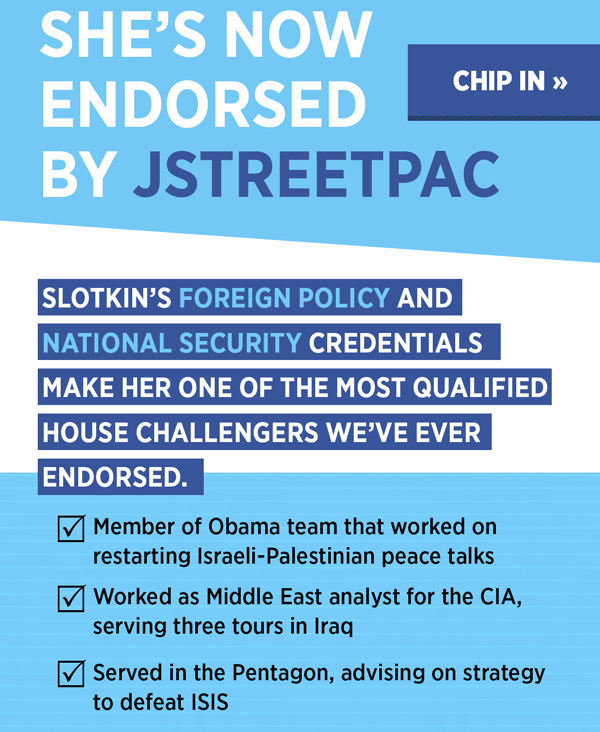 SHE'S NOW
ENDORSED
BY JSTREETPAC
CHIP IN »
SLOTKIN'S FOREIGN POLICY AND
NATIONAL SECURITY CREDENTIALS
MAKE HER ONE OF THE MOST QUALIFIED
HOUSE CHALLENGERS WE'VE EVER
ENDORSED.
Member of Obama team that worked on
restarting Israeli-Palestinian peace talks
Worked as Middle East analyst for the CIA,
serving three tours in Iraq
Served in the Pentagon, advising on strategy
to defeat ISIS